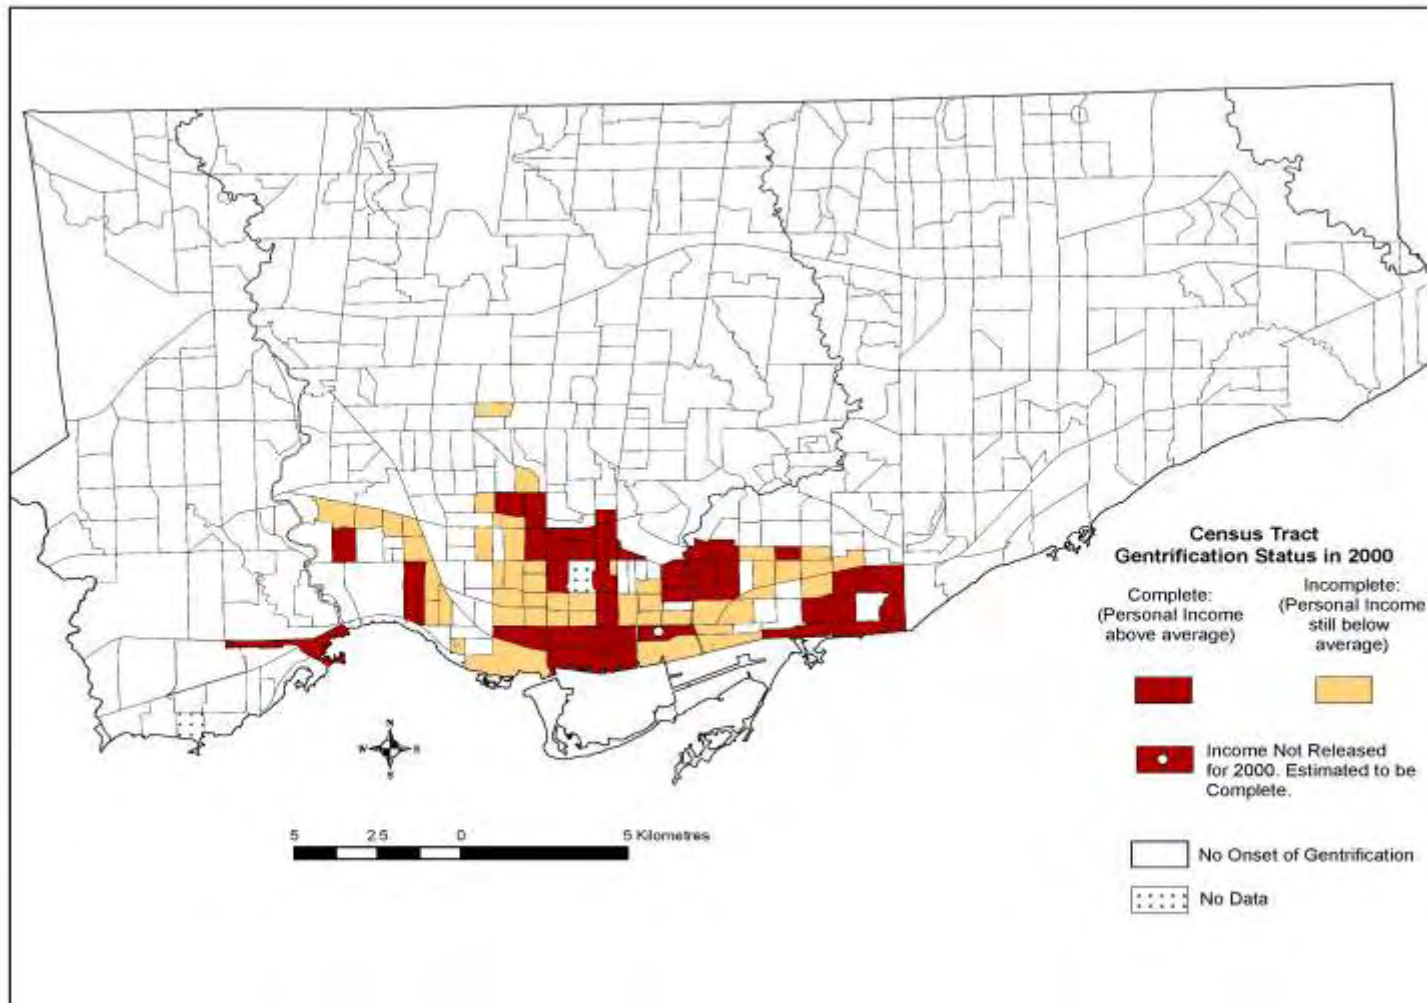 Census Tract
Gentrification Status in 2000
Complete:
(Personal Income
above average)
Incomplete:
(Personal Income
still below
average)
Income Not Released
for 2000. Estimated to be
Complete.
No Onset of Gentrification
No Data
N
W
S
5 2.5 0 5 Kilometres